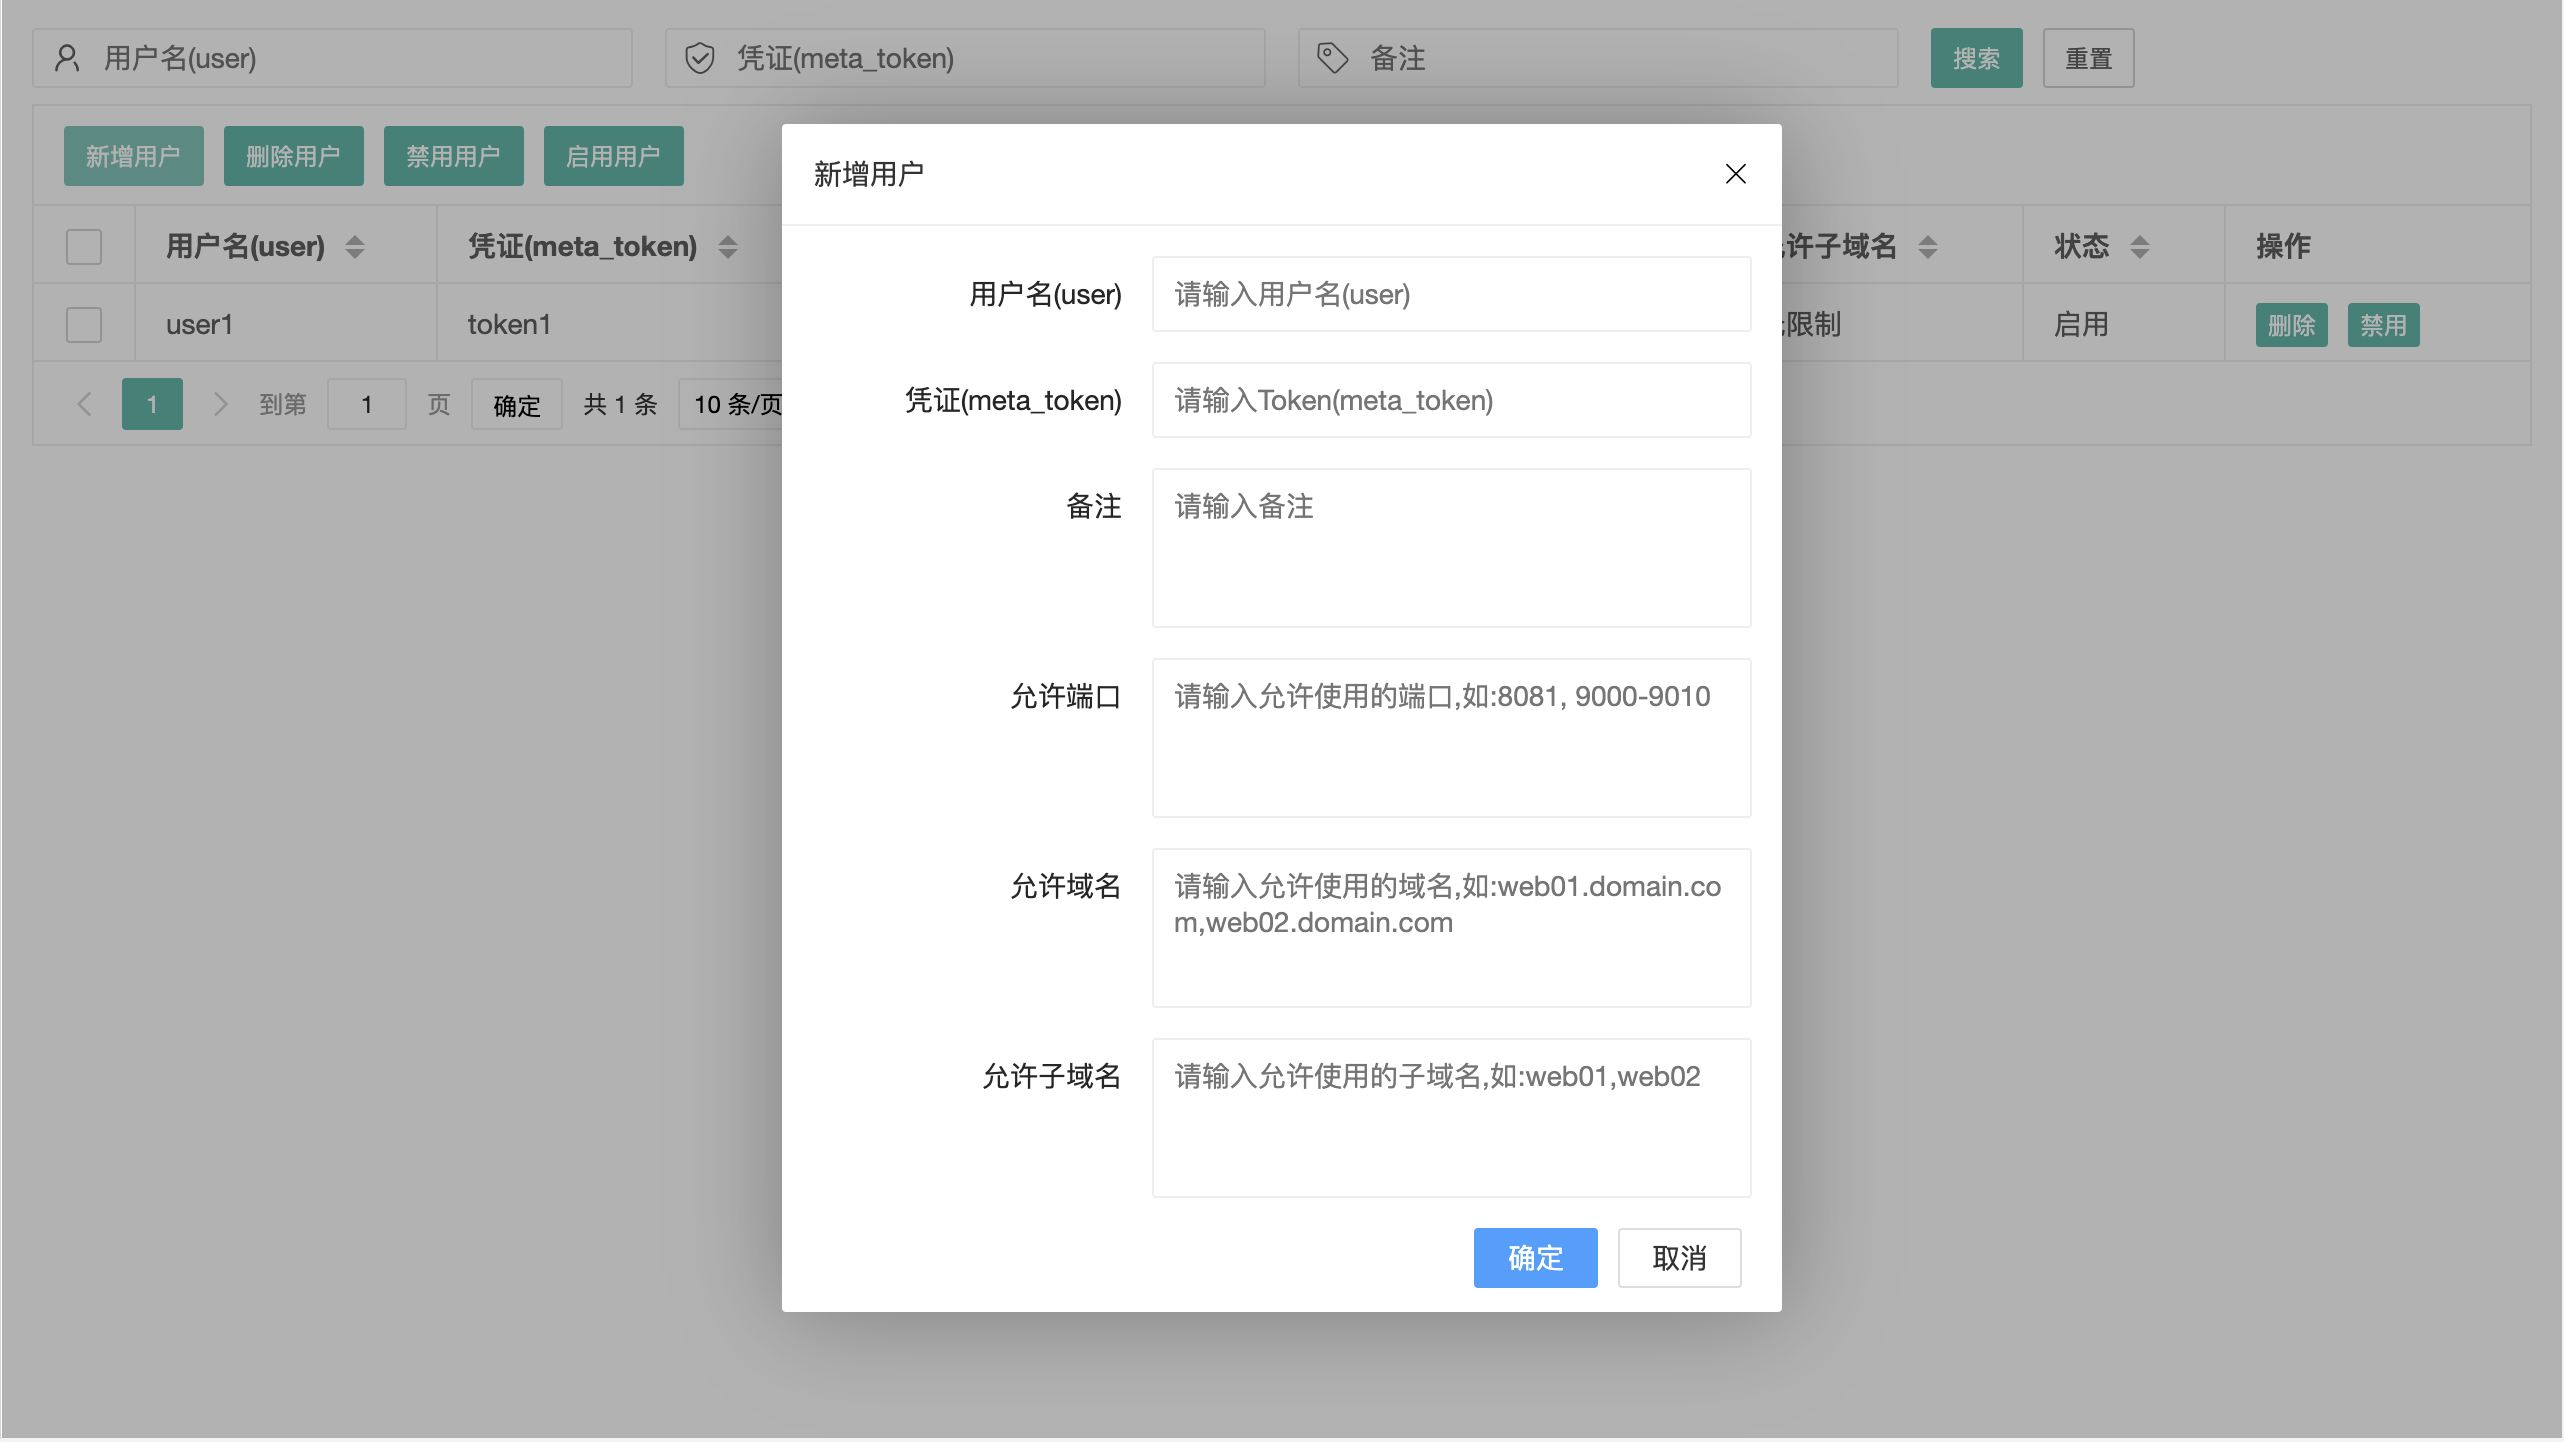 用户名(user)
凭证(meta_token)
备注
搜索
重置
新增用户
删除用户
禁用用户
启用用户
用户名(user)
凭证(meta_token)
许子域名
状态
操作
user1
token1
限制
启用
删除
禁用
1
到第
1
页
确定
共 1 条
10 条/页
新增用户
用户名(user)
请输入用户名(user)
凭证(meta_token)
请输入Token(meta_token)
备注
请输入备注
允许端口
请输入允许使用的端口,如:8081, 9000-9010
允许域名
请输入允许使用的域名,如:web01.domain.co
m,web02.domain.com
允许子域名
请输入允许使用的子域名,如:web01,web02
确定
取消